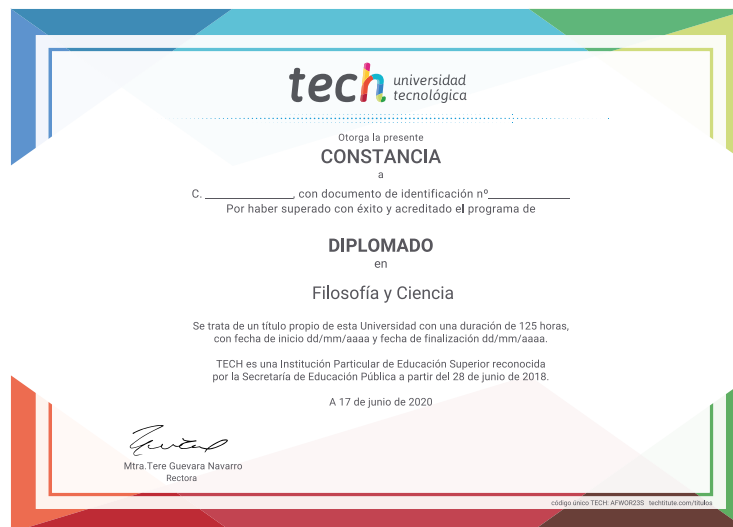 tech universidad
tecnológica
Otorga la presente
CONSTANCIA
a
C. ______________, con documento de identificación nº______________
Por haber superado con éxito y acreditado el programa de
DIPLOMADO
en
Filosofía y Ciencia
Se trata de un título propio de esta Universidad con una duración de 125 horas,
con fecha de inicio dd/mm/aaaa y fecha de finalización dd/mm/aaaa.
TECH es una Institución Particular de Educación Superior reconocida
por la Secretaría de Educación Pública a partir del 28 de junio de 2018.
A 17 de junio de 2020
Mtra.Tere Guevara Navarro
Rectora
código único TECH: AFWOR23S techtitute.com/titulos